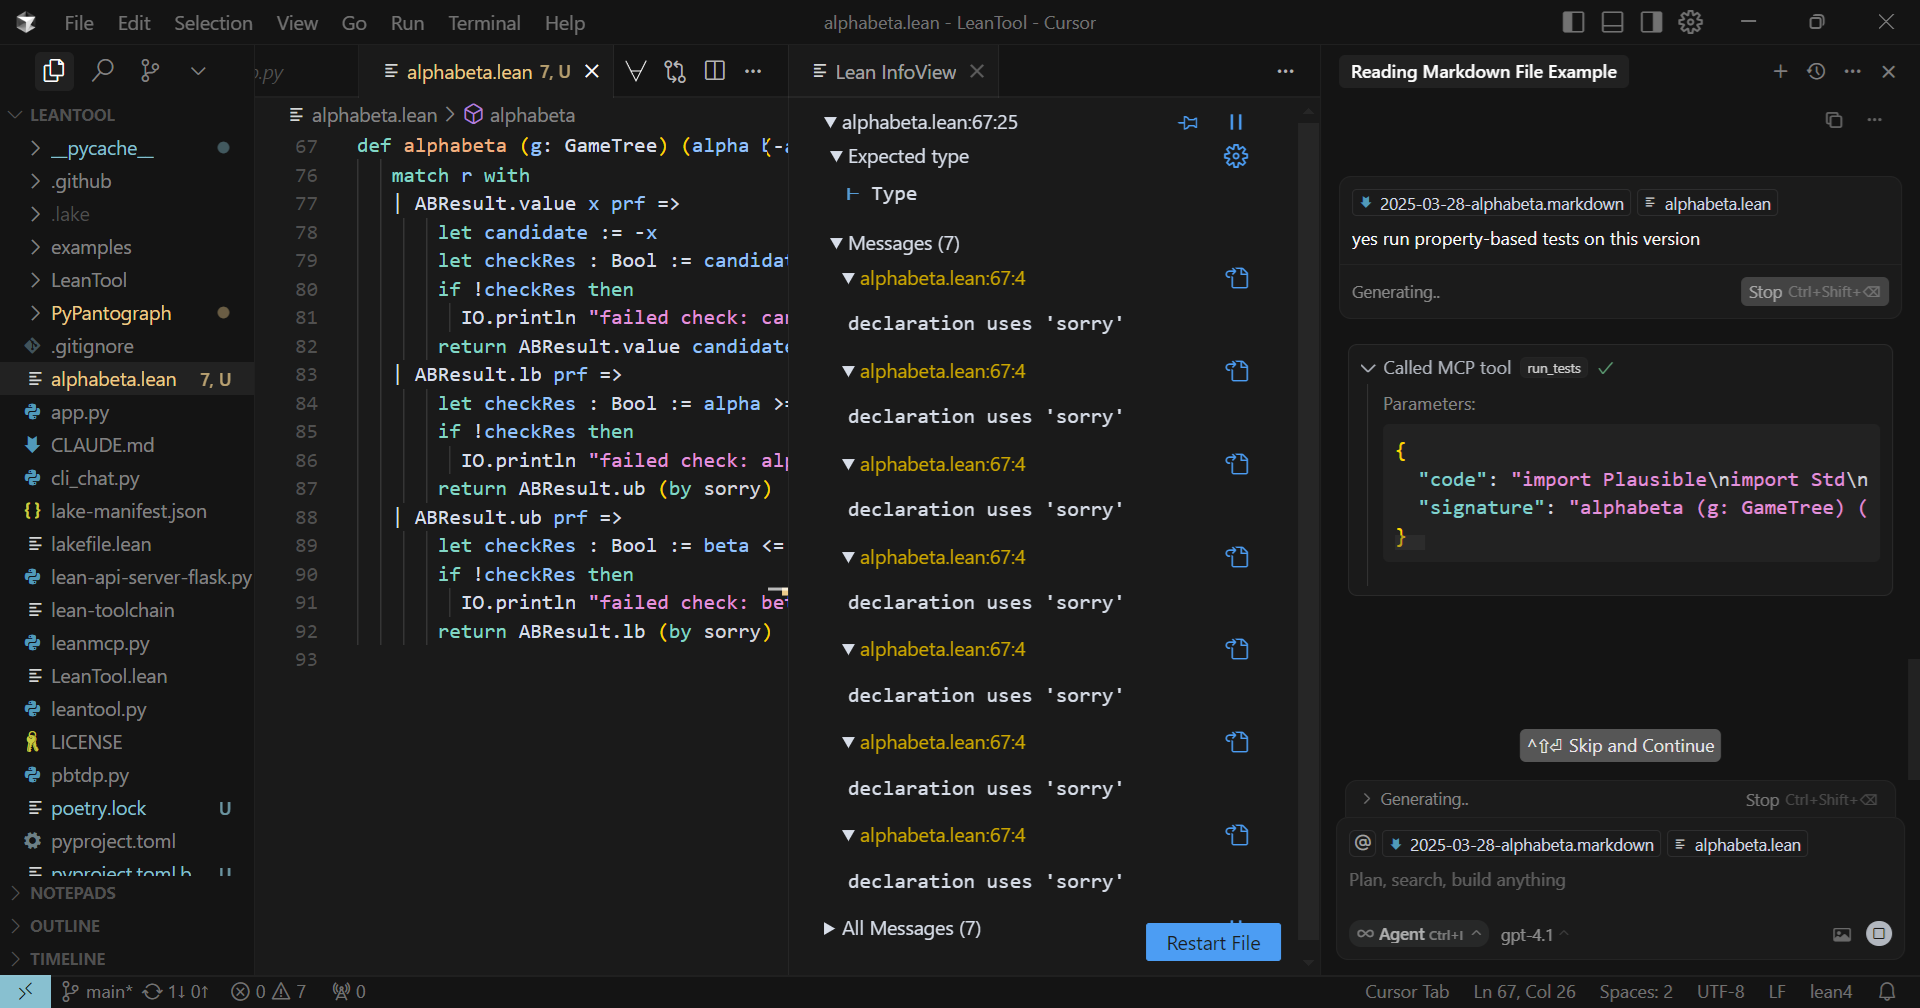 File Edit Selection View Go Run Terminal Help
alphabeta.lean - LeanTool - Cursor
.py
alphabeta.lean 7, U
Lean InfoView
Reading Markdown File Example
LEANTOOL
__pycache__
.github
.lake
examples
LeanTool
PyPantograph
.gitignore
alphabeta.lean 7, U
app.py
CLAUDE.md
cli_chat.py
lake-manifest.json
lakefile.lean
lean-api-server-flask.py
lean-toolchain
leanmcp.py
LeanTool.lean
leantool.py
LICENSE
pbtdp.py
poetry.lock U
pyproject.toml
pyproject.toml.b U
NOTEPADS
OUTLINE
TIMELINE
alphabeta.lean > alphabeta
67 def alphabeta (g: GameTree) (alpha (-a
76 match r with
77 | ABResult.value x prf =>
78 let candidate := -x
79 let checkRes : Bool := candidat
80 if !checkRes then
81 IO.println "failed check: can
82 return ABResult.value candidate
83 | ABResult.lb prf =>
84 let checkRes : Bool := alpha >=
85 if !checkRes then
86 IO.println "failed check: alp
87 return ABResult.ub (by sorry)
88 | ABResult.ub prf =>
89 let checkRes : Bool := beta <=
90 if !checkRes then
91 IO.println "failed check: bet
92 return ABResult.lb (by sorry)
93
alphabeta.lean:67:25
Expected type
⊢ Type
Messages (7)
alphabeta.lean:67:4
declaration uses 'sorry'
alphabeta.lean:67:4
declaration uses 'sorry'
alphabeta.lean:67:4
declaration uses 'sorry'
alphabeta.lean:67:4
declaration uses 'sorry'
alphabeta.lean:67:4
declaration uses 'sorry'
alphabeta.lean:67:4
declaration uses 'sorry'
alphabeta.lean:67:4
declaration uses 'sorry'
All Messages (7)
Restart File
2025-03-28-alphabeta.markdown alphabeta.lean
yes run property-based tests on this version
Generating.. Stop Ctrl+Shift+⌫
Called MCP tool run_tests ✓
Parameters:
{
"code": "import Plausible\nimport Std\n
"signature": "alphabeta (g: GameTree) (
}
^⇧⏎ Skip and Continue
Generating.. Stop Ctrl+Shift+⌫
@ 2025-03-28-alphabeta.markdown alphabeta.lean
Plan, search, build anything
∞ Agent Ctrl+I gpt-4.1
main* 1↓ 0↑ 0 7 0
Cursor Tab Ln 67, Col 26 Spaces: 2 UTF-8 LF lean4